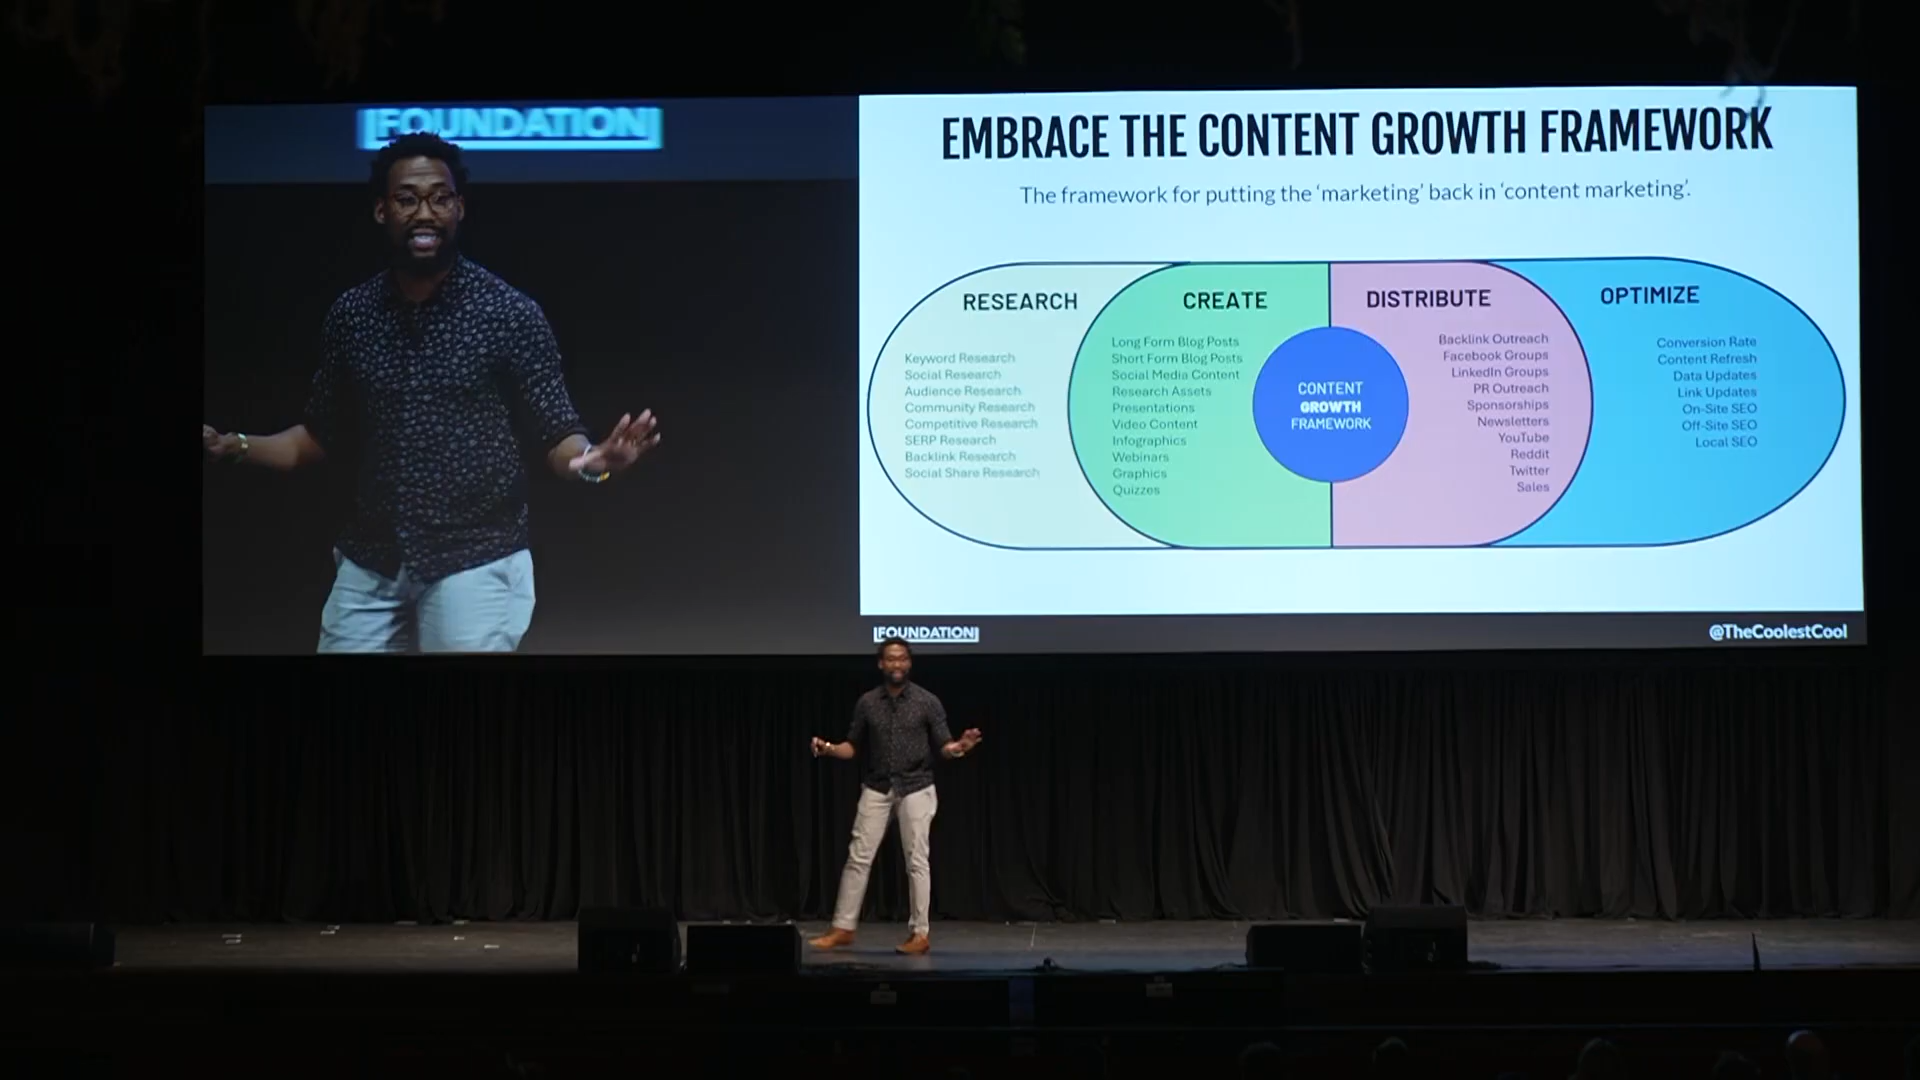 [FOUNDATION]
EMBRACE THE CONTENT GROWTH FRAMEWORK
The framework for putting the ‘marketing’ back in ‘content marketing’.
RESEARCH
Keyword Research
Social Research
Audience Research
Community Research
Competitive Research
SERP Research
Backlink Research
Social Share Research
CREATE
Long Form Blog Posts
Short Form Blog Posts
Social Media Content
Research Assets
Presentations
Video Content
Infographics
Webinars
Graphics
Quizzes
CONTENT
GROWTH
FRAMEWORK
DISTRIBUTE
Backlink Outreach
Facebook Groups
LinkedIn Groups
PR Outreach
Sponsorships
Newsletters
YouTube
Reddit
Twitter
Sales
OPTIMIZE
Conversion Rate
Content Refresh
Data Updates
Link Updates
On-Site SEO
Off-Site SEO
Local SEO
[FOUNDATION]
@TheCoolestCool